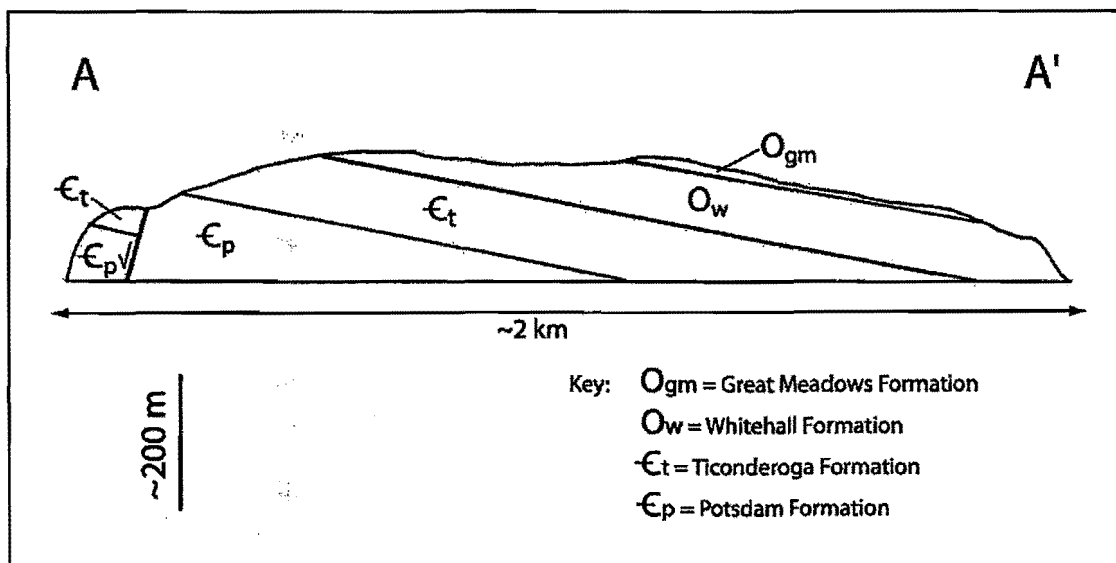 A
A'
Ogm
Ꞓt
Ow
Ꞓt
Ꞓp
Ꞓp
~2 km
~200 m
Key: Ogm = Great Meadows Formation
Ow = Whitehall Formation
Ꞓt = Ticonderoga Formation
Ꞓp = Potsdam Formation